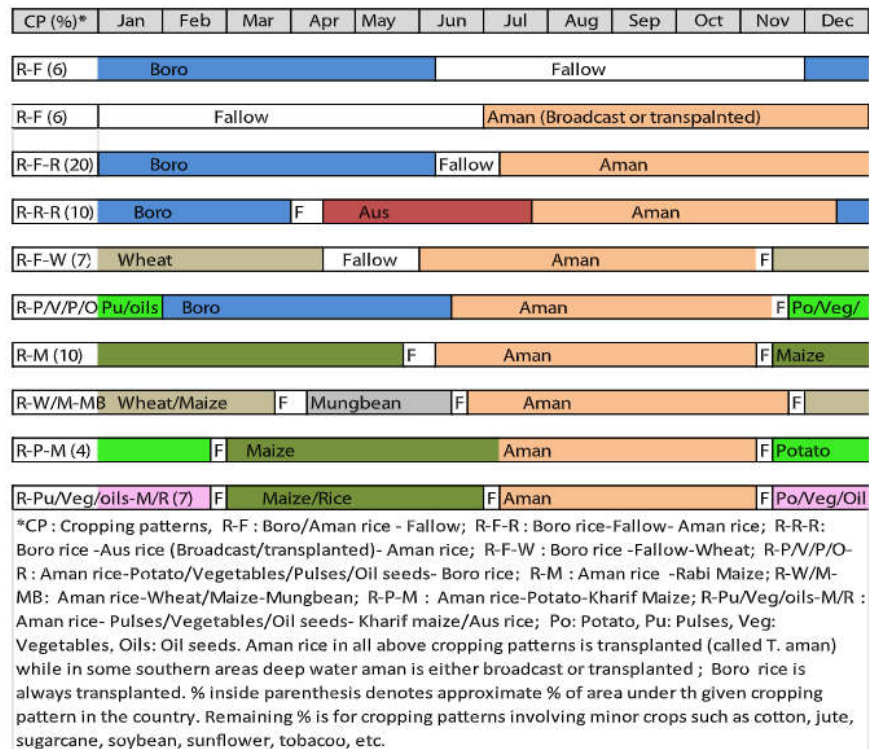 CP (%)* Jan Feb Mar Apr May Jun Jul Aug Sep Oct Nov Dec
R-F (6) Boro Fallow
R-F (6) Fallow Aman (Broadcast or transpalnted)
R-F-R (20) Boro Fallow Aman
R-R-R (10) Boro F Aus Aman
R-F-W (7) Wheat Fallow Aman F
R-P/V/P/O Pu/oils Boro Aman F Po/Veg/
R-M (10) F Aman F Maize
R-W/M-MB Wheat/Maize F Mungbean F Aman F
R-P-M (4) F Maize Aman F Potato
R-Pu/Veg/oils-M/R (7) F Maize/Rice F Aman F Po/Veg/Oil
*CP : Cropping patterns, R-F : Boro/Aman rice - Fallow; R-F-R : Boro rice-Fallow- Aman rice; R-R-R:
Boro rice -Aus rice (Broadcast/transplanted)- Aman rice; R-F-W : Boro rice -Fallow-Wheat; R-P/V/P/O-
R : Aman rice-Potato/Vegetables/Pulses/Oil seeds- Boro rice; R-M : Aman rice -Rabi Maize; R-W/M-
MB: Aman rice-Wheat/Maize-Mungbean; R-P-M : Aman rice-Potato-Kharif Maize; R-Pu/Veg/oils-M/R :
Aman rice- Pulses/Vegetables/Oil seeds- Kharif maize/Aus rice; Po: Potato, Pu: Pulses, Veg:
Vegetables, Oils: Oil seeds. Aman rice in all above cropping patterns is transplanted (called T. aman)
while in some southern areas deep water aman is either broadcast or transplanted ; Boro rice is
always transplanted. % inside parenthesis denotes approximate % of area under th given cropping
pattern in the country. Remaining % is for cropping patterns involving minor crops such as cotton, jute,
sugarcane, soybean, sunflower, tobacoo, etc.